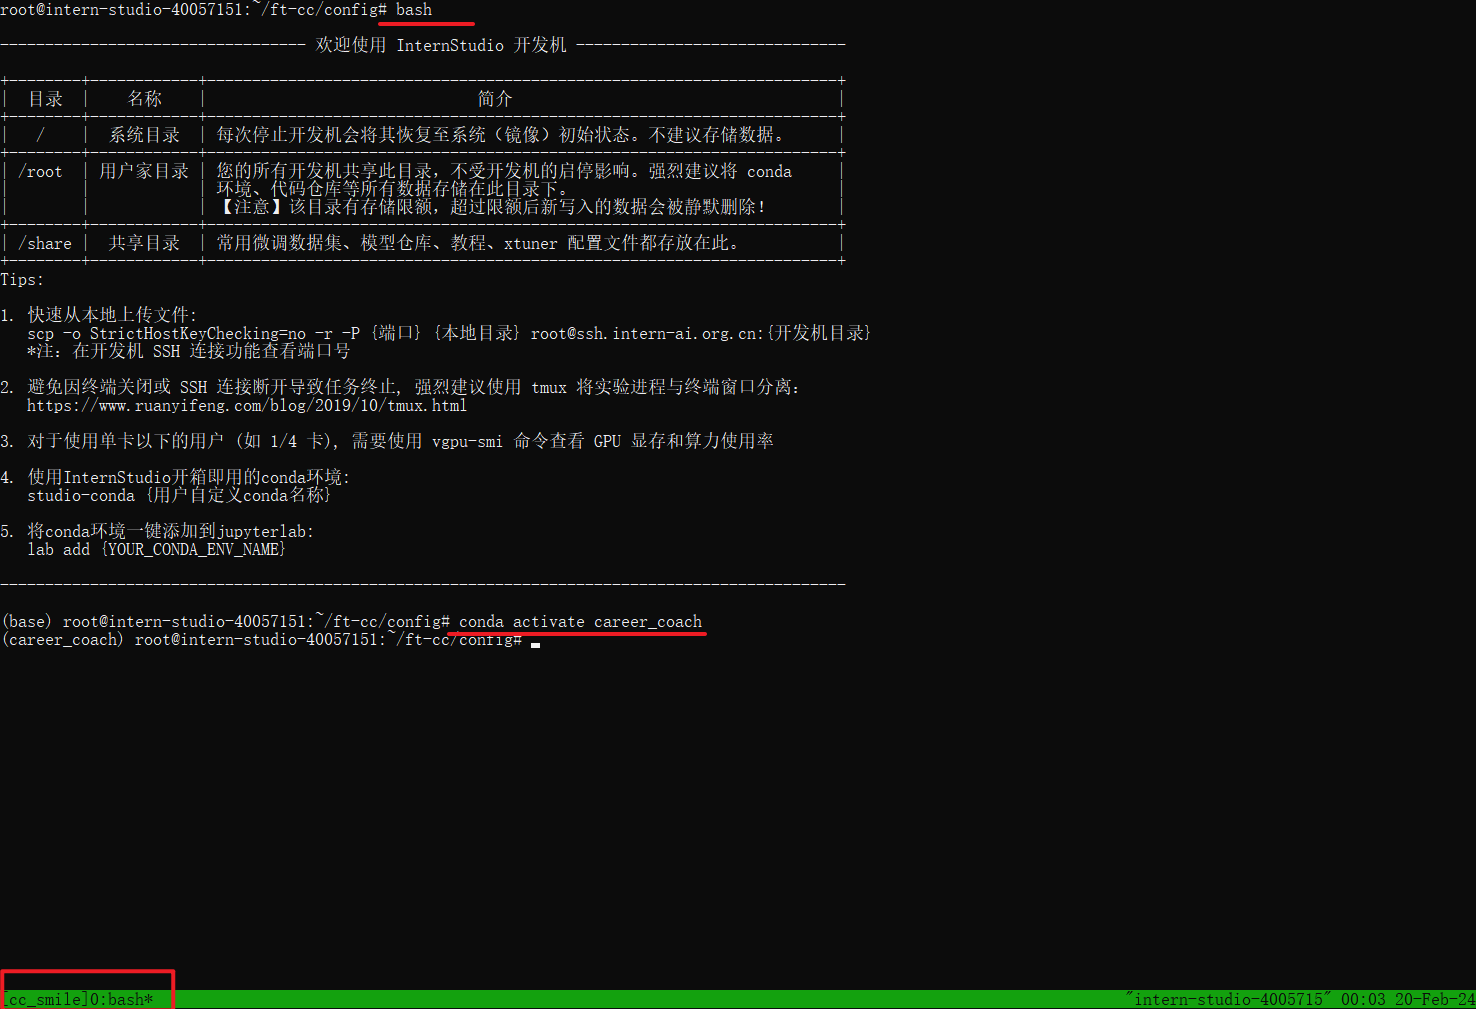 root@intern-studio-40057151:~/ft-cc/config# bash
---------------------------------- 欢迎使用 InternStudio 开发机 ------------------------------
+--------+------------+----------------------------------------------------------------------+
| 目录 | 名称 | 简介 |
+--------+------------+----------------------------------------------------------------------+
| / | 系统目录 | 每次停止开发机会将其恢复至系统（镜像）初始状态。不建议存储数据。 |
+--------+------------+----------------------------------------------------------------------+
| /root | 用户家目录 | 您的所有开发机共享此目录，不受开发机的启停影响。强烈建议将 conda |
| | | 环境、代码仓库等所有数据存储在此目录下。 |
| | | 【注意】该目录有存储限额，超过限额后新写入的数据会被静默删除！ |
+--------+------------+----------------------------------------------------------------------+
| /share | 共享目录 | 常用微调数据集、模型仓库、教程、xtuner 配置文件都存放在此。 |
+--------+------------+----------------------------------------------------------------------+
Tips:
1. 快速从本地上传文件:
scp -o StrictHostKeyChecking=no -r -P {端口} {本地目录} root@ssh.intern-ai.org.cn:{开发机目录}
*注: 在开发机 SSH 连接功能查看端口号
2. 避免因终端关闭或 SSH 连接断开导致任务终止, 强烈建议使用 tmux 将实验进程与终端窗口分离:
https://www.ruanyifeng.com/blog/2019/10/tmux.html
3. 对于使用单卡以下的用户 (如 1/4 卡), 需要使用 vgpu-smi 命令查看 GPU 显存和算力使用率
4. 使用InternStudio开箱即用的conda环境:
studio-conda {用户自定义conda名称}
5. 将conda环境一键添加到jupyterlab:
lab add {YOUR_CONDA_ENV_NAME}
----------------------------------------------------------------------------------------------
(base) root@intern-studio-40057151:~/ft-cc/config# conda activate career_coach
(career_coach) root@intern-studio-40057151:~/ft-cc/config#
[cc_smile]0:bash* "intern-studio-4005715" 00:03 20-Feb-24